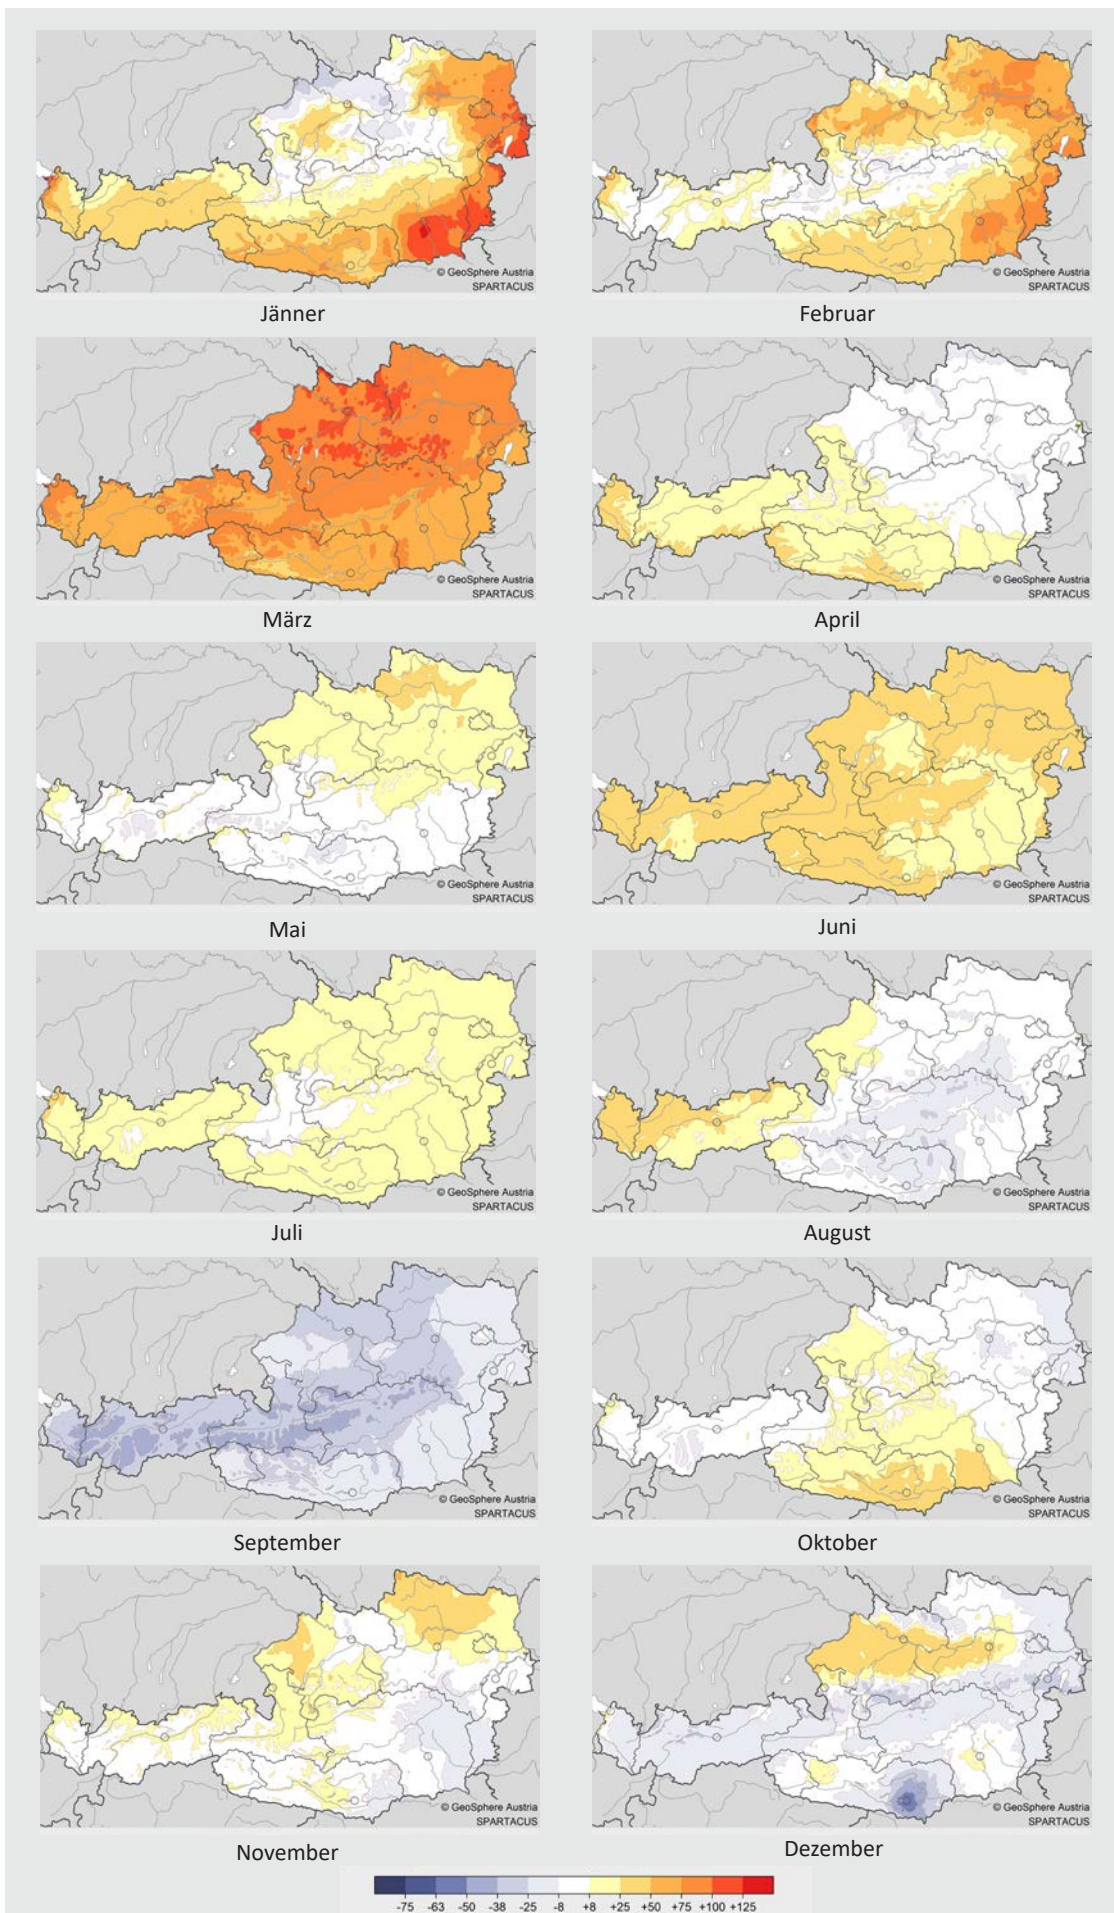 © GeoSphere Austria
SPARTACUS
© GeoSphere Austria
SPARTACUS
Jänner
Februar
© GeoSphere Austria
SPARTACUS
© GeoSphere Austria
SPARTACUS
März
April
© GeoSphere Austria
SPARTACUS
© GeoSphere Austria
SPARTACUS
Mai
Juni
© GeoSphere Austria
SPARTACUS
© GeoSphere Austria
SPARTACUS
Juli
August
© GeoSphere Austria
SPARTACUS
© GeoSphere Austria
SPARTACUS
September
Oktober
© GeoSphere Austria
SPARTACUS
© GeoSphere Austria
SPARTACUS
November
Dezember
-75 -63 -50 -38 -25 -8 +8 +25 +50 +75 +100 +125